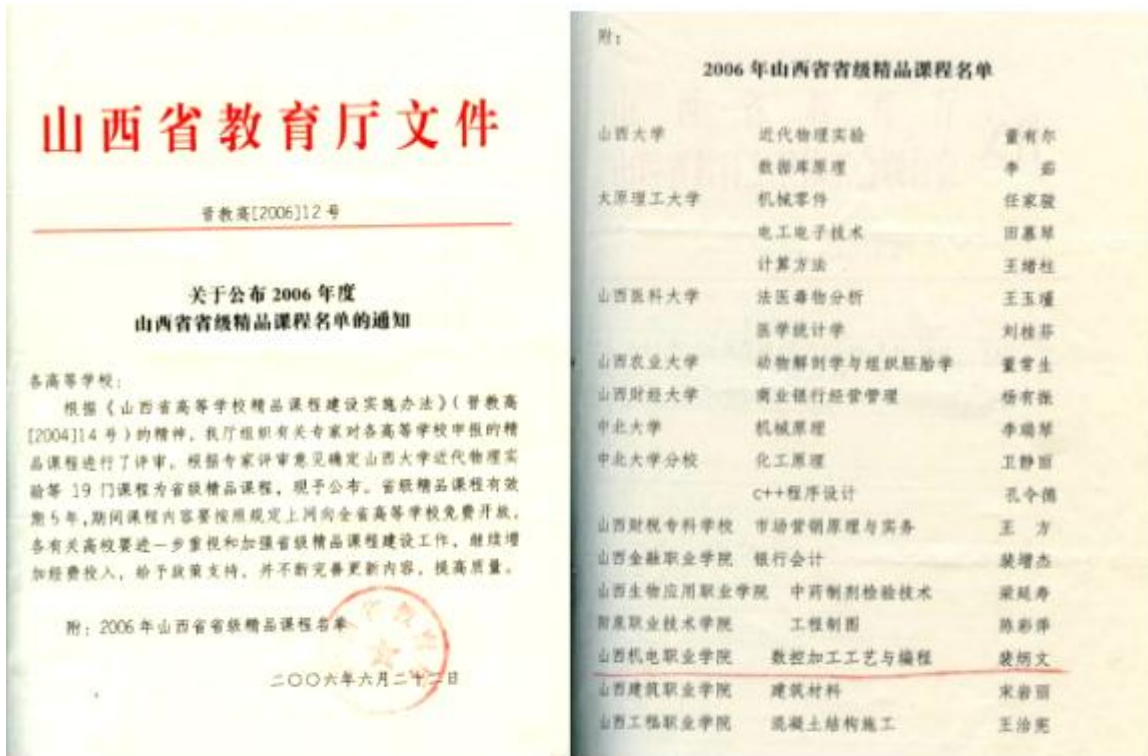 山西省教育厅文件
晋教高[2006]12号
关于公布2006年度
山西省省级精品课程名单的通知
各高等学校:
根据《山西省高等学校精品课程建设实施办法》(晋教高
[2004]14号)的精神,我厅组织有关专家对各高等学校申报的精
品课程进行了评审。根据专家评审意见确定山西大学近代物理实
验等19门课程为省级精品课程,现予公布。省级精品课程有效
期5年,期间课程内容要按照规定上网向全省高等学校免费开放。
各有关高校要进一步重视和加强省级精品课程建设工作,继续增
加经费投入,给予政策支持,并不断完善更新内容,提高质量。
附:2006年山西省省级精品课程名单
二〇〇六年六月二十二日
附:
2006年山西省省级精品课程名单
山西大学 近代物理实验 董有尔
数据库原理 李茹
太原理工大学 机械零件 任家骏
电工电子技术 田慕琴
计算方法 王绪柱
山西医科大学 法医毒物分析 王玉瑾
医学统计学 刘桂芬
山西农业大学 动物解剖学与组织胚胎学 董常生
山西财经大学 商业银行经营管理 杨有振
中北大学 机械原理 李瑞琴
中北大学分校 化工原理 卫静丽
c++程序设计 孔令德
山西财税专科学校 市场营销原理与实务 王方
山西金融职业学院 银行会计 裴增杰
山西生物应用职业学院 中药制剂检验技术 梁延寿
阳泉职业技术学院 工程制图 陈彩萍
山西机电职业学院 数控加工工艺与编程 裴炳文
山西建筑职业学院 建筑材料 宋岩丽
山西工程职业学院 混凝土结构施工 王治宪